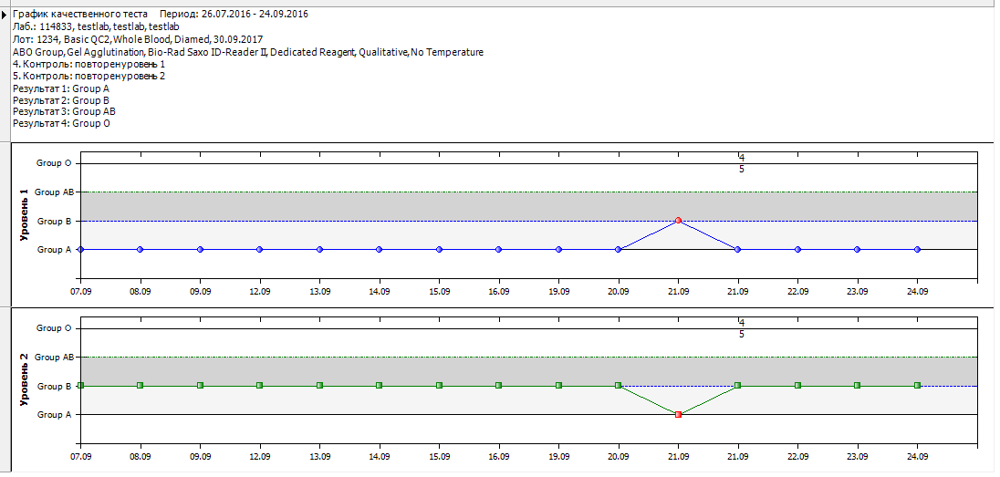 График качественного теста Период: 26.07.2016 - 24.09.2016
Лаб.: 114833, testlab, testlab, testlab
Лот: 1234, Basic QC2, Whole Blood, Diamed, 30.09.2017
ABO Group, Gel Agglutination, Bio-Rad Saxo ID-Reader II, Dedicated Reagent, Qualitative, No Temperature
4. Контроль: повторенуровень 1
5. Контроль: повторенуровень 2
Результат 1: Group A
Результат 2: Group B
Результат 3: Group AB
Результат 4: Group O
4
5
Group O
Group AB
Group B
Group A
Уровень 1
07.09 08.09 09.09 12.09 13.09 14.09 15.09 16.09 19.09 20.09 21.09 21.09 22.09 23.09 24.09
4
5
Group O
Group AB
Group B
Group A
Уровень 2
07.09 08.09 09.09 12.09 13.09 14.09 15.09 16.09 19.09 20.09 21.09 21.09 22.09 23.09 24.09